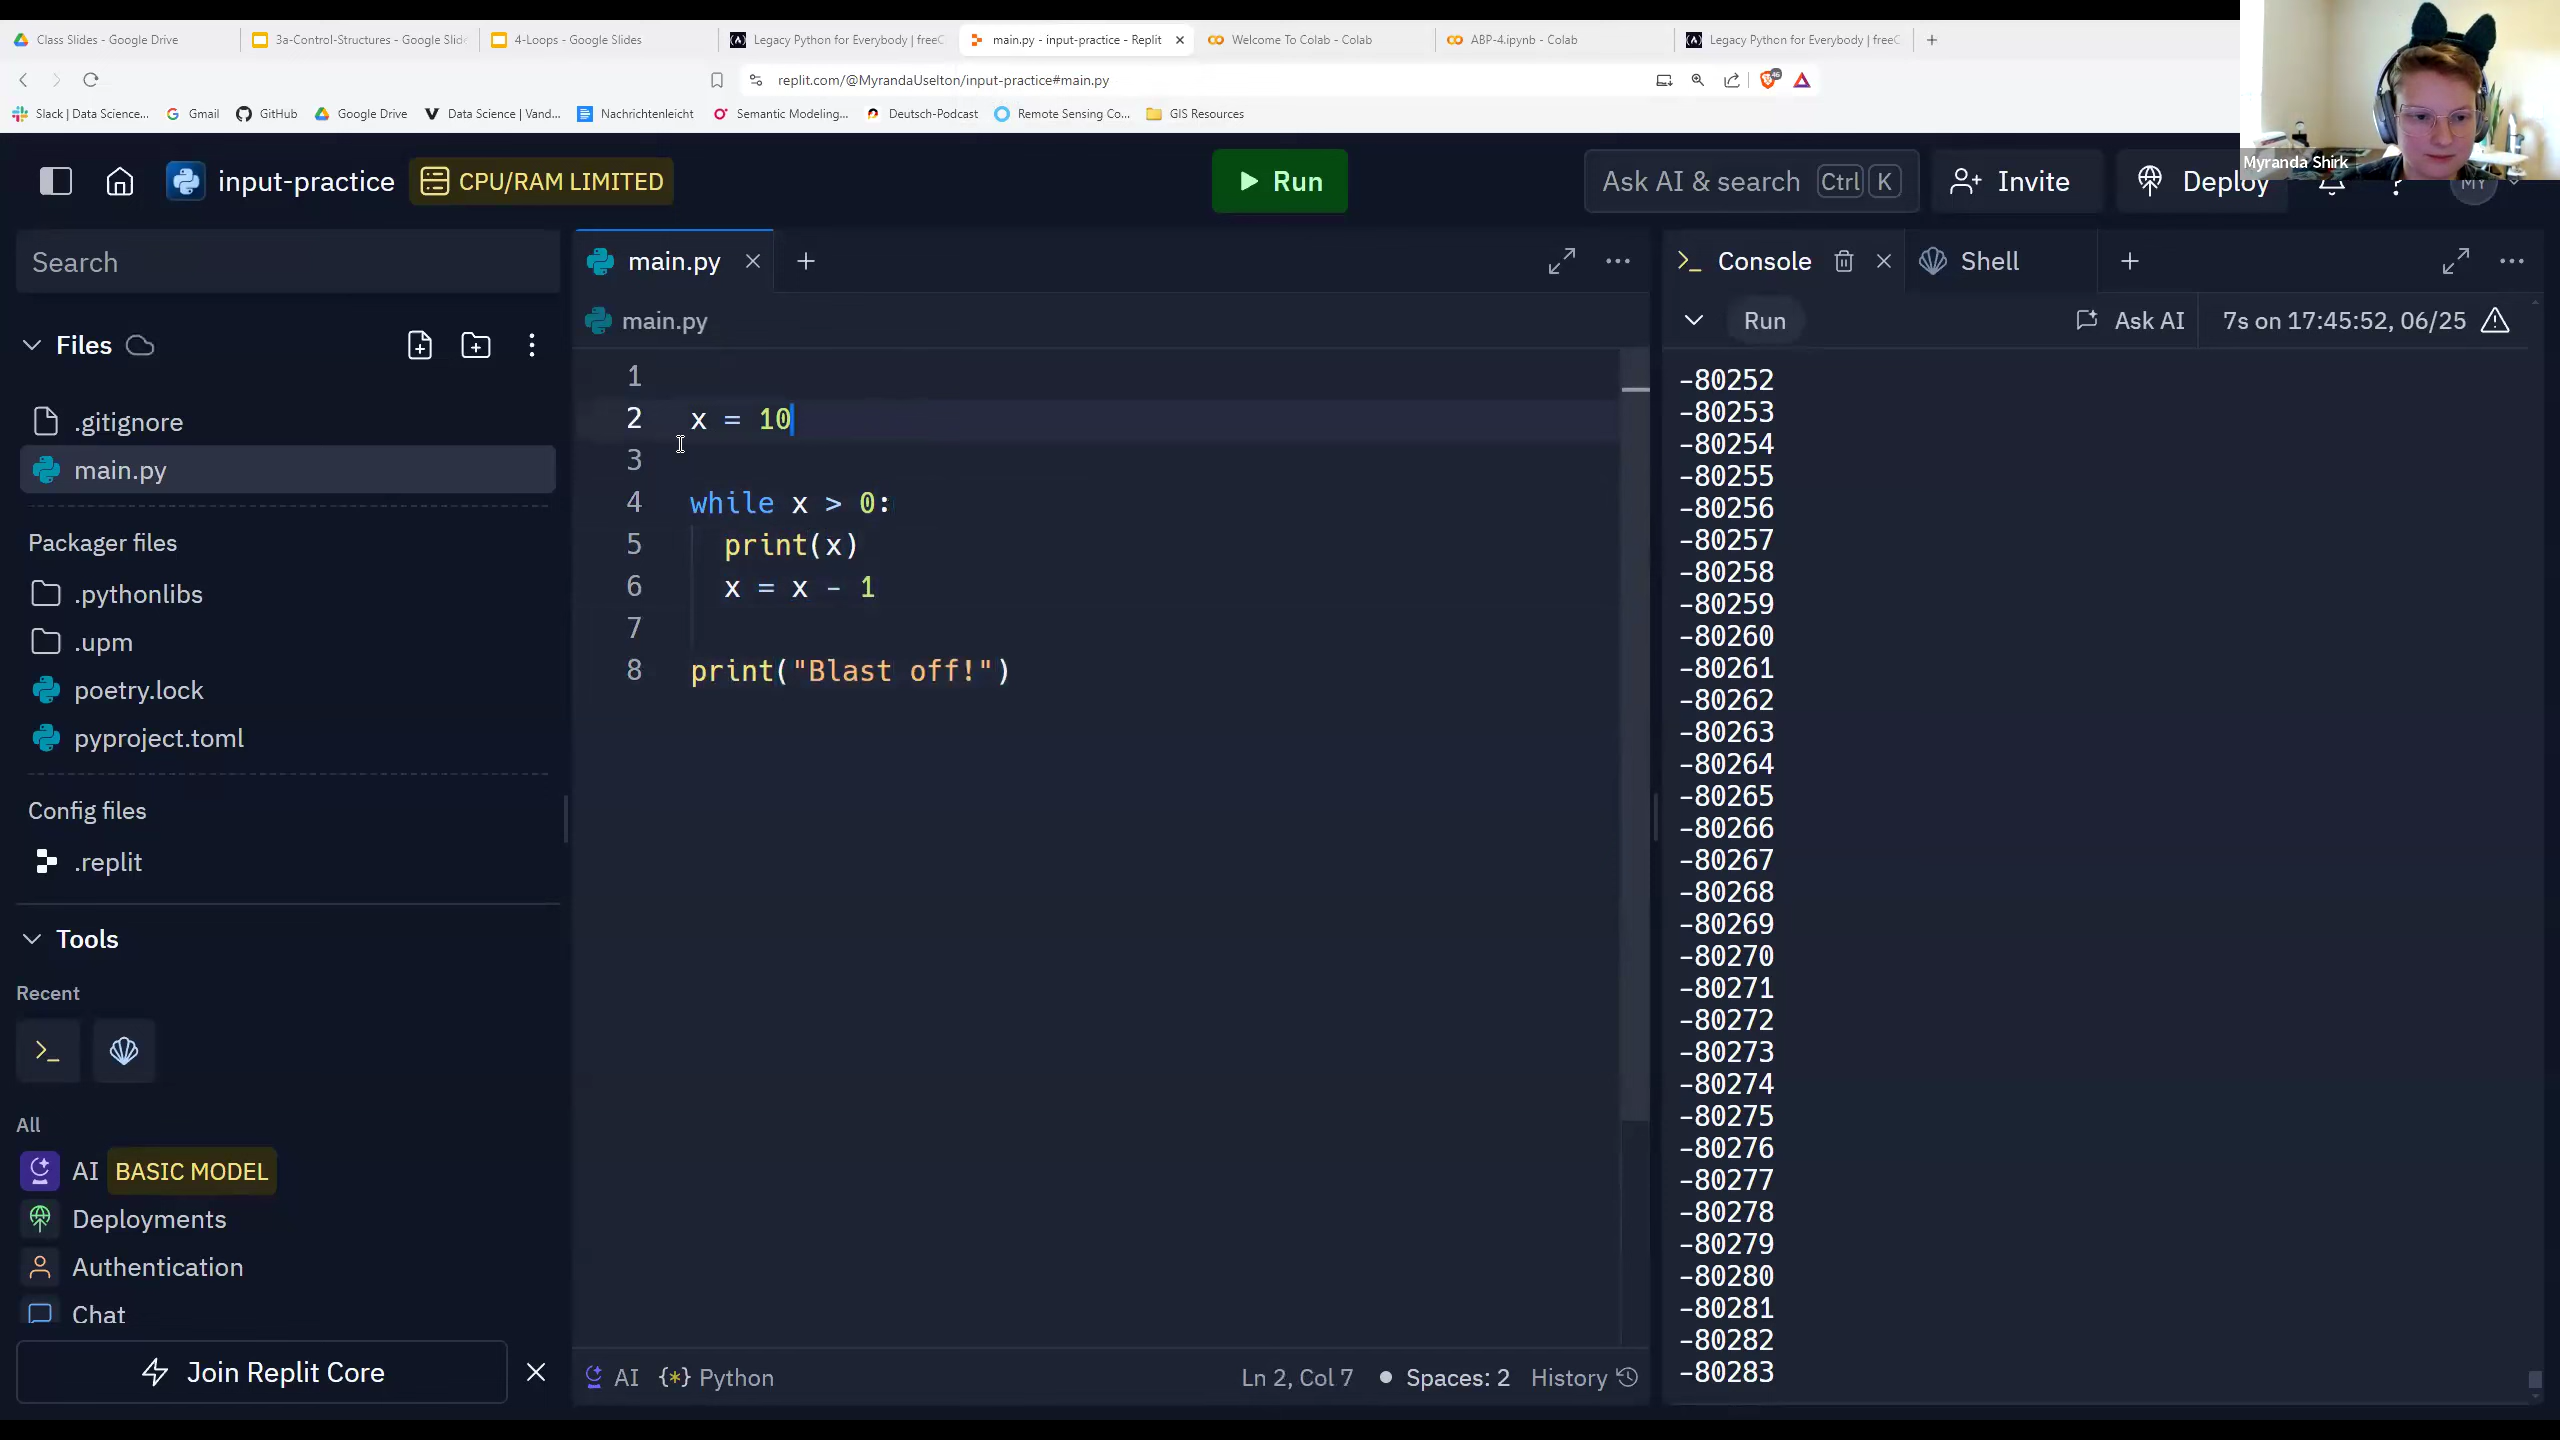 Class Slides - Google Drive
3a-Control-Structures - Google Slide
4-Loops - Google Slides
Legacy Python for Everybody | freeC
main.py - input-practice - Replit
Welcome To Colab - Colab
ABP-4.ipynb - Colab
Legacy Python for Everybody | freeC
replit.com/@MyrandaUselton/input-practice#main.py
46
Slack | Data Science...
Gmail
GitHub
Google Drive
Data Science | Vand...
Nachrichtenleicht
Semantic Modeling...
Deutsch-Podcast
Remote Sensing Co...
GIS Resources
Myranda Shirk
input-practice
CPU/RAM LIMITED
Run
Ask AI & search Ctrl K
Invite
Deploy
MY
Search
Files
.gitignore
main.py
Packager files
.pythonlibs
.upm
poetry.lock
pyproject.toml
Config files
.replit
Tools
Recent
All
AI BASIC MODEL
Deployments
Authentication
Chat
Join Replit Core
main.py
main.py
1
2 x = 10
3
4 while x > 0:
5 print(x)
6 x = x - 1
7
8 print("Blast off!")
AI
{*} Python
Ln 2, Col 7
Spaces: 2
History
Console
Shell
Run
Ask AI
7s on 17:45:52, 06/25
-80252
-80253
-80254
-80255
-80256
-80257
-80258
-80259
-80260
-80261
-80262
-80263
-80264
-80265
-80266
-80267
-80268
-80269
-80270
-80271
-80272
-80273
-80274
-80275
-80276
-80277
-80278
-80279
-80280
-80281
-80282
-80283